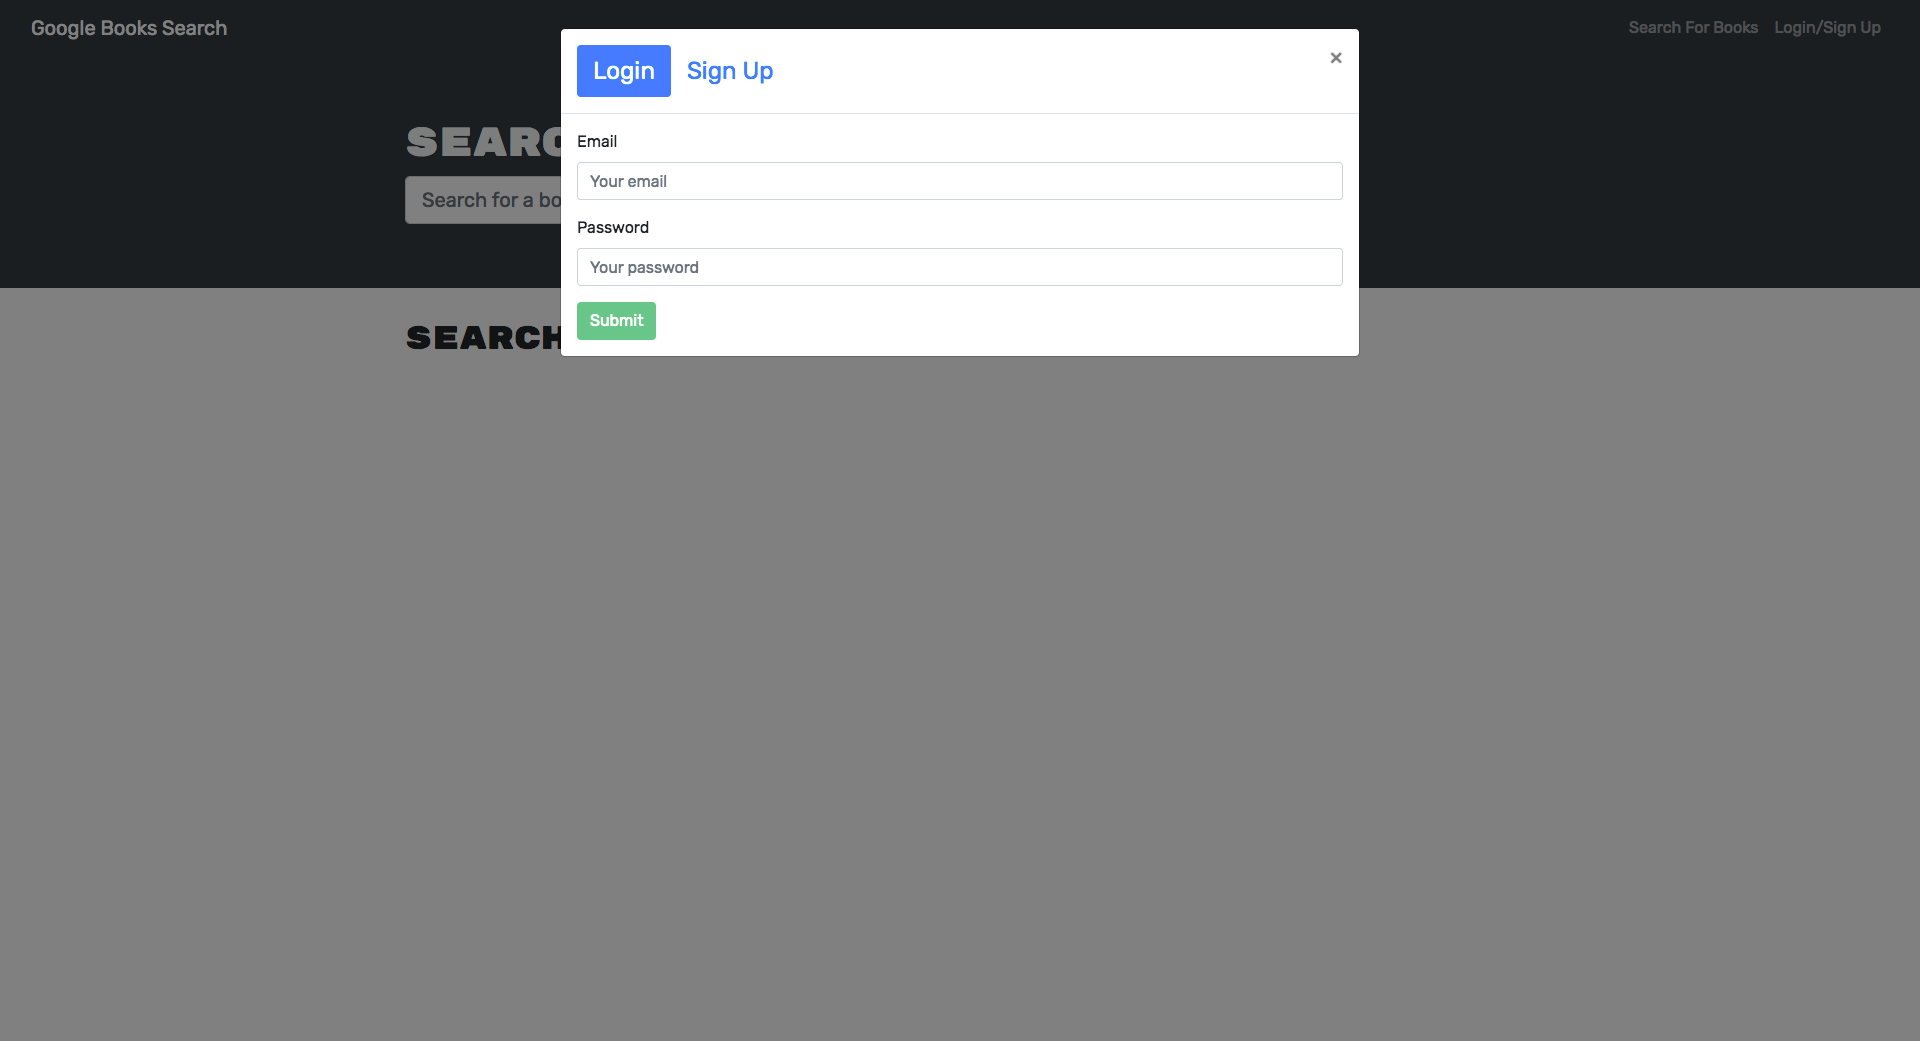 Google Books Search
Search For Books Login/Sign Up
Login Sign Up ×
SEARC
Email
Your email
Search for a bo
Password
Your password
Submit
SEARCH